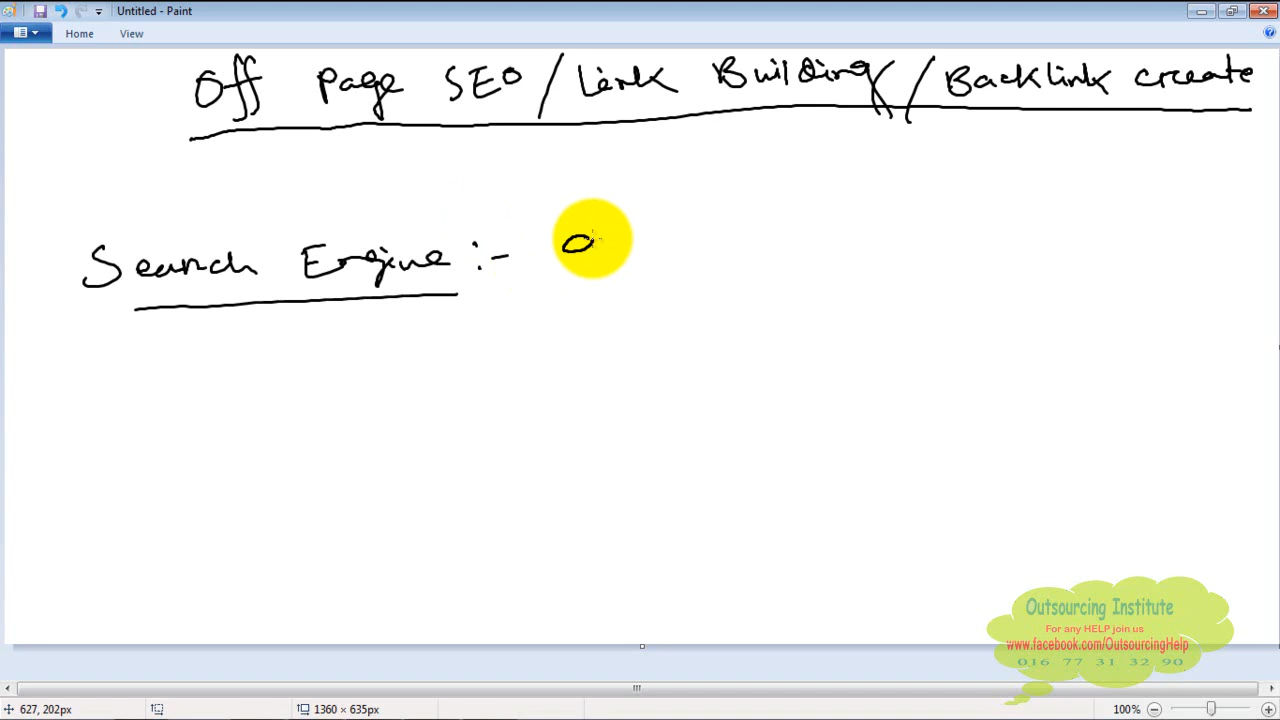 Untitled - Paint
Home View
Off Page SEO / Link Building / Backlink create
Search Engine :-
Outsourcing Institute
For any HELP join us
www.facebook.com/OutsourcingHelp
016 77 31 32 90
627, 202px 1360 × 635px 100%